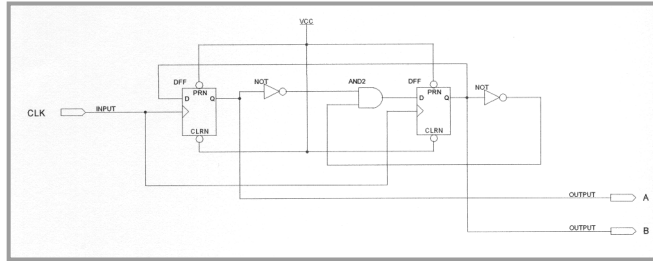 VCC
DFF
PRN
D
Q
CLRN
NOT
AND2
DFF
PRN
D
Q
CLRN
NOT
CLK
INPUT
OUTPUT
A
OUTPUT
B